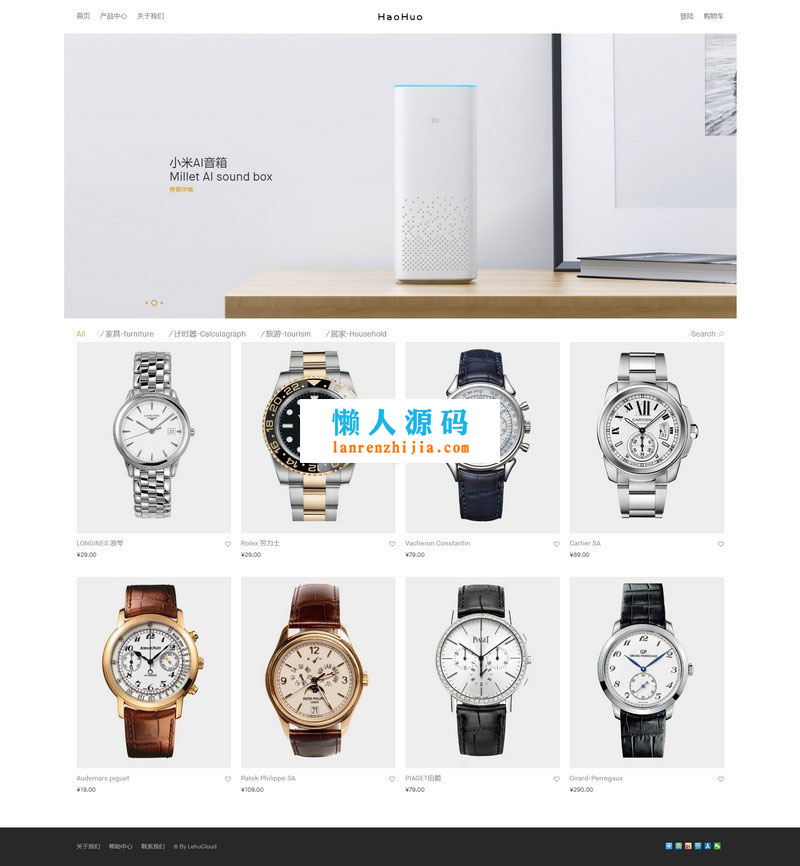 首页 产品中心 关于我们 HaoHuo 登陆 购物车
小米AI音箱
Millet AI sound box
查看详情
All /家具-furniture /计时器-Calculagraph /旅游-tourism /居家-Household Search
懒人源码
lanrenzhijia.com
LONGINES 浪琴 Rolex 劳力士 Vacheron Constantin Cartier SA
¥29.00 ¥29.00 ¥79.00 ¥89.00
Audemars piguet Patek Philippe SA PIAGET伯爵 Girard-Perregaux
¥19.00 ¥109.00 ¥79.00 ¥290.00
关于我们 帮助中心 联系我们 © By LehuCloud